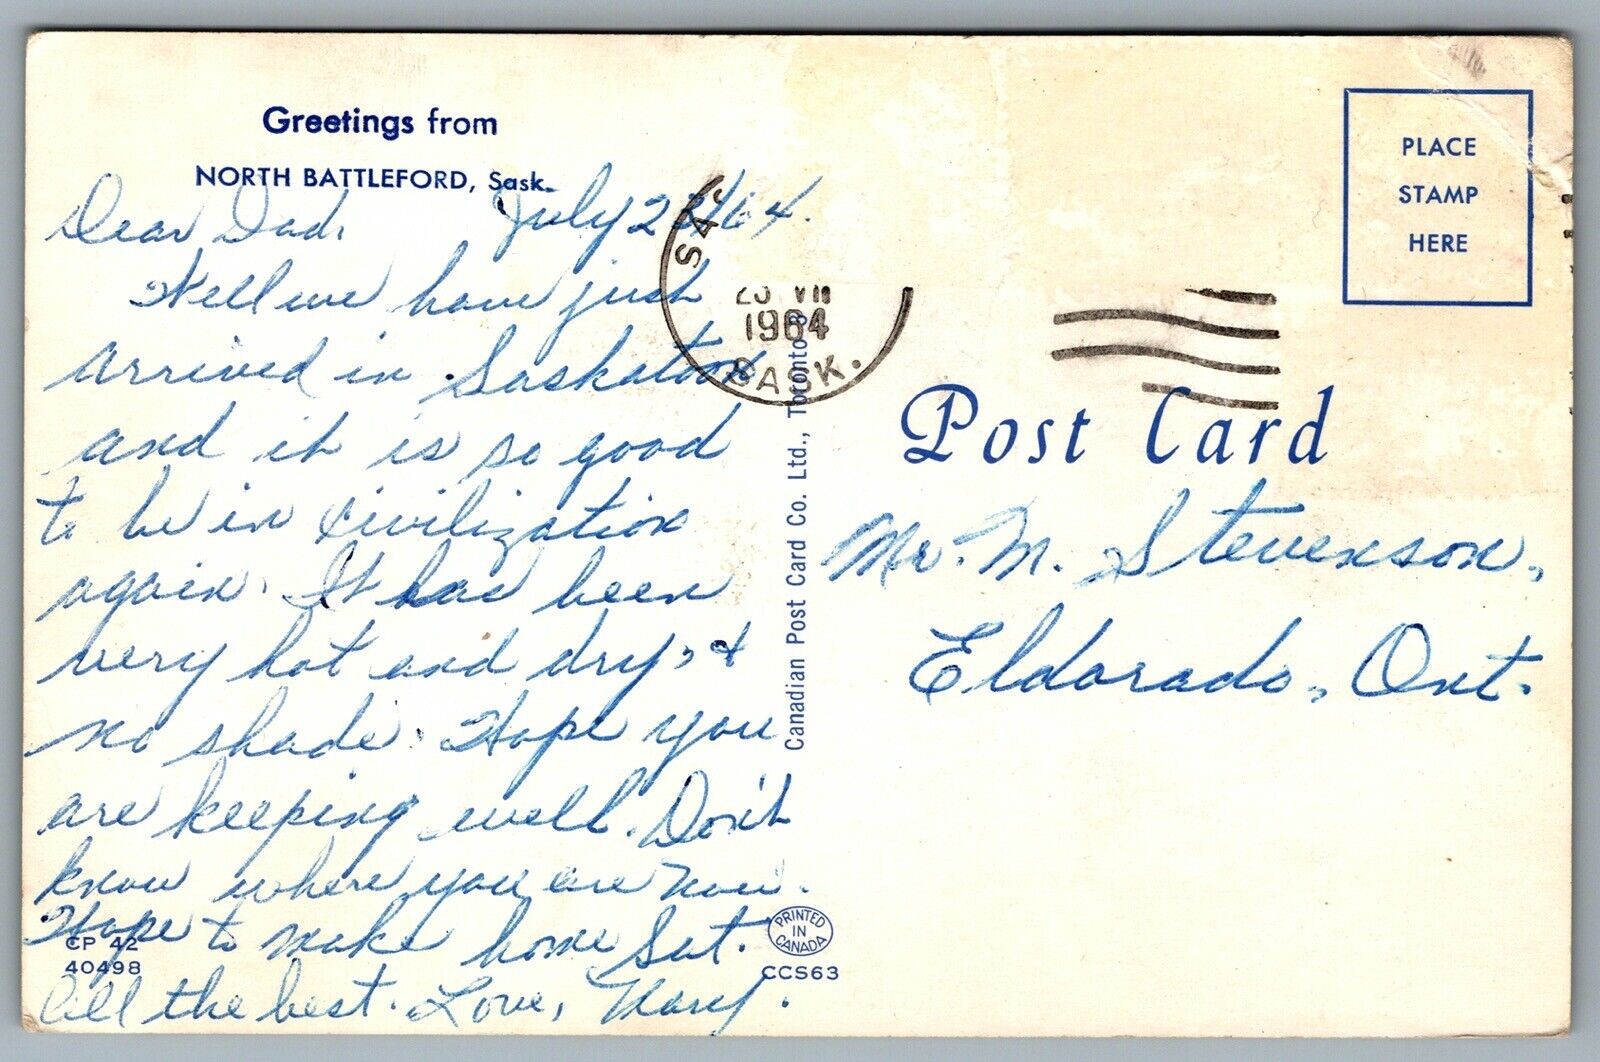 Greetings from
NORTH BATTLEFORD, Sask.
Dear Dad, July 28/64.
Well we have just
arrived in Saskatoon
and it is so good
to be in civilization
again. It has been
very hot and dry, &
no shade. Hope you
are keeping well. Don't
know where you are now.
Hope to make home Sat.
All the best. Love, Mary.
CP 42
40498
Canadian Post Card Co. Ltd., Toronto
PRINTED
IN
CANADA
CCS63
SAS
VII
1964
SASK.
PLACE
STAMP
HERE
Post Card
Mr. M. Stevenson,
Eldorado, Ont.